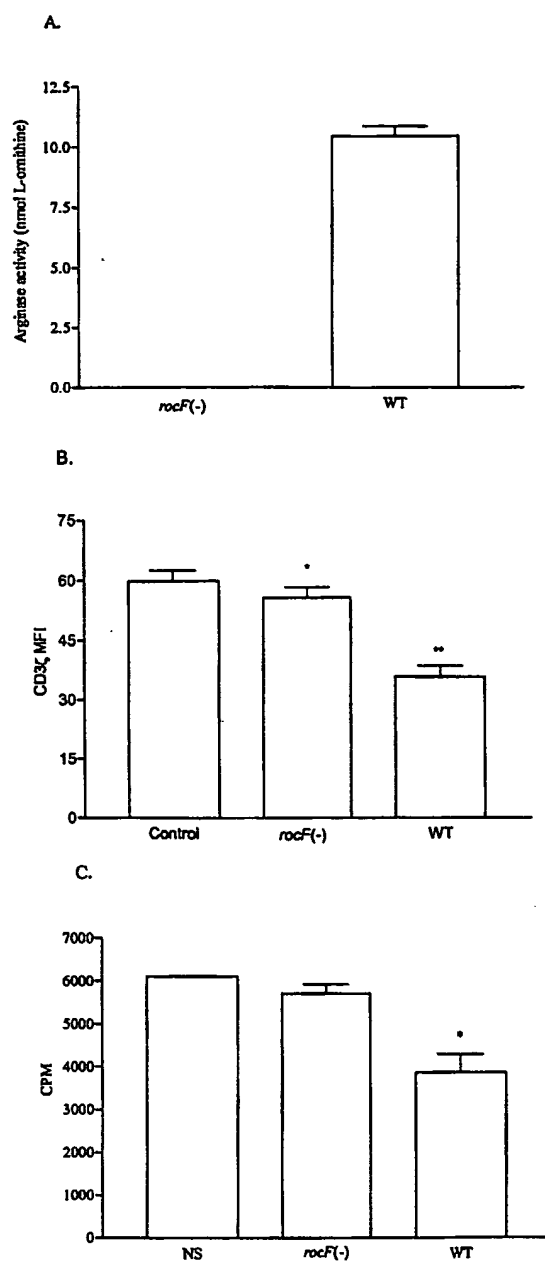 A.
Arginase activity (nmol L-ornithine)
12.5
10.0
7.5
5.0
2.5
0.0
rocF(-)
WT
B.
CD3ζ MFI
75
60
45
30
15
0
*
**
Control
rocF(-)
WT
C.
CPM
7000
6000
5000
4000
3000
2000
1000
0
*
NS
rocF(-)
WT